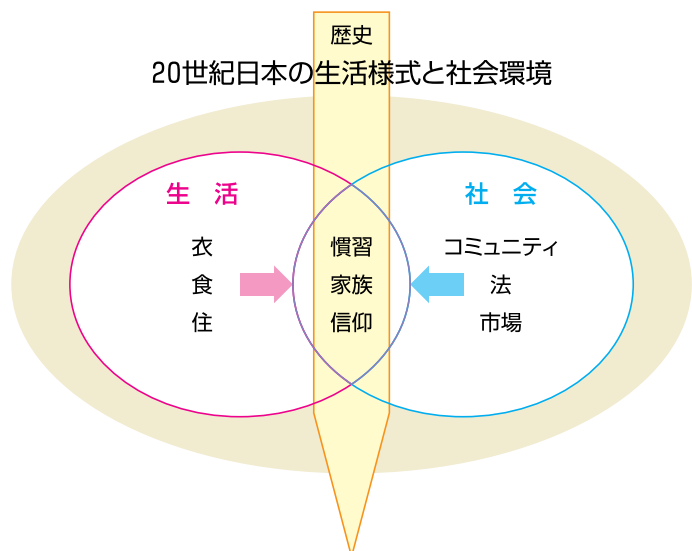 歴史
20世紀日本の生活様式と社会環境
生　活
衣
食
住
慣習
家族
信仰
社　会
コミュニティ
法
市場